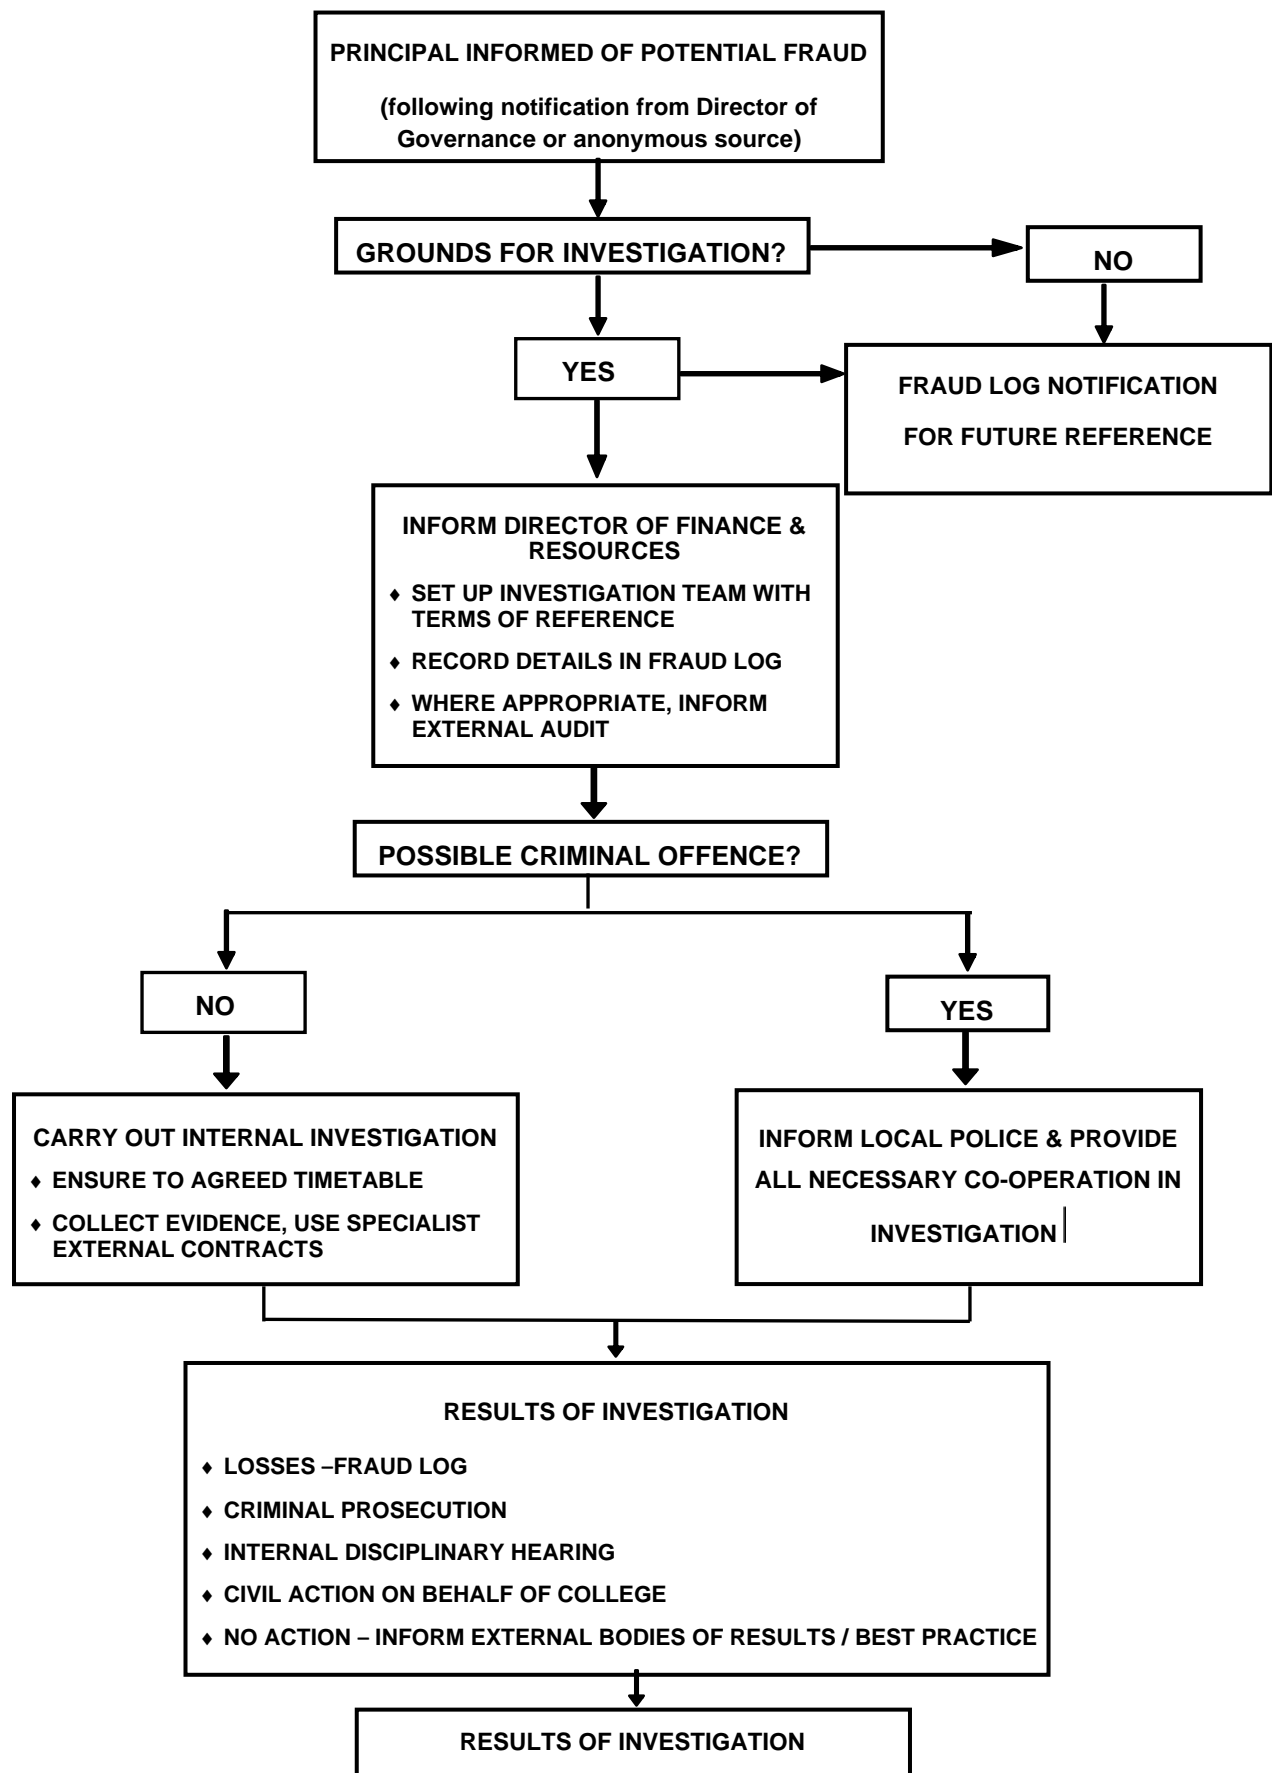 PRINCIPAL INFORMED OF POTENTIAL FRAUD
(following notification from Director of
Governance or anonymous source)
GROUNDS FOR INVESTIGATION?
NO
YES
FRAUD LOG NOTIFICATION
FOR FUTURE REFERENCE
INFORM DIRECTOR OF FINANCE &
RESOURCES
♦ SET UP INVESTIGATION TEAM WITH
TERMS OF REFERENCE
♦ RECORD DETAILS IN FRAUD LOG
♦ WHERE APPROPRIATE, INFORM
EXTERNAL AUDIT
POSSIBLE CRIMINAL OFFENCE?
NO
YES
CARRY OUT INTERNAL INVESTIGATION
♦ ENSURE TO AGREED TIMETABLE
♦ COLLECT EVIDENCE, USE SPECIALIST
EXTERNAL CONTRACTS
INFORM LOCAL POLICE & PROVIDE
ALL NECESSARY CO-OPERATION IN
INVESTIGATION
RESULTS OF INVESTIGATION
♦ LOSSES –FRAUD LOG
♦ CRIMINAL PROSECUTION
♦ INTERNAL DISCIPLINARY HEARING
♦ CIVIL ACTION ON BEHALF OF COLLEGE
♦ NO ACTION – INFORM EXTERNAL BODIES OF RESULTS / BEST PRACTICE
RESULTS OF INVESTIGATION